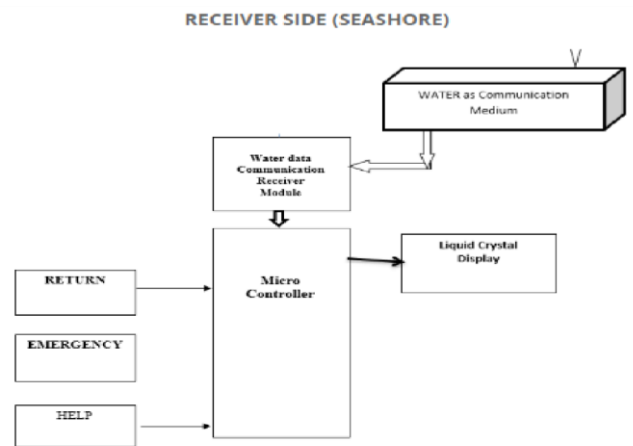 RECEIVER SIDE (SEASHORE)
WATER as Communication
Medium
Water data
Communication
Receiver
Module
Liquid Crystal
Display
Micro
Controller
RETURN
EMERGENCY
HELP